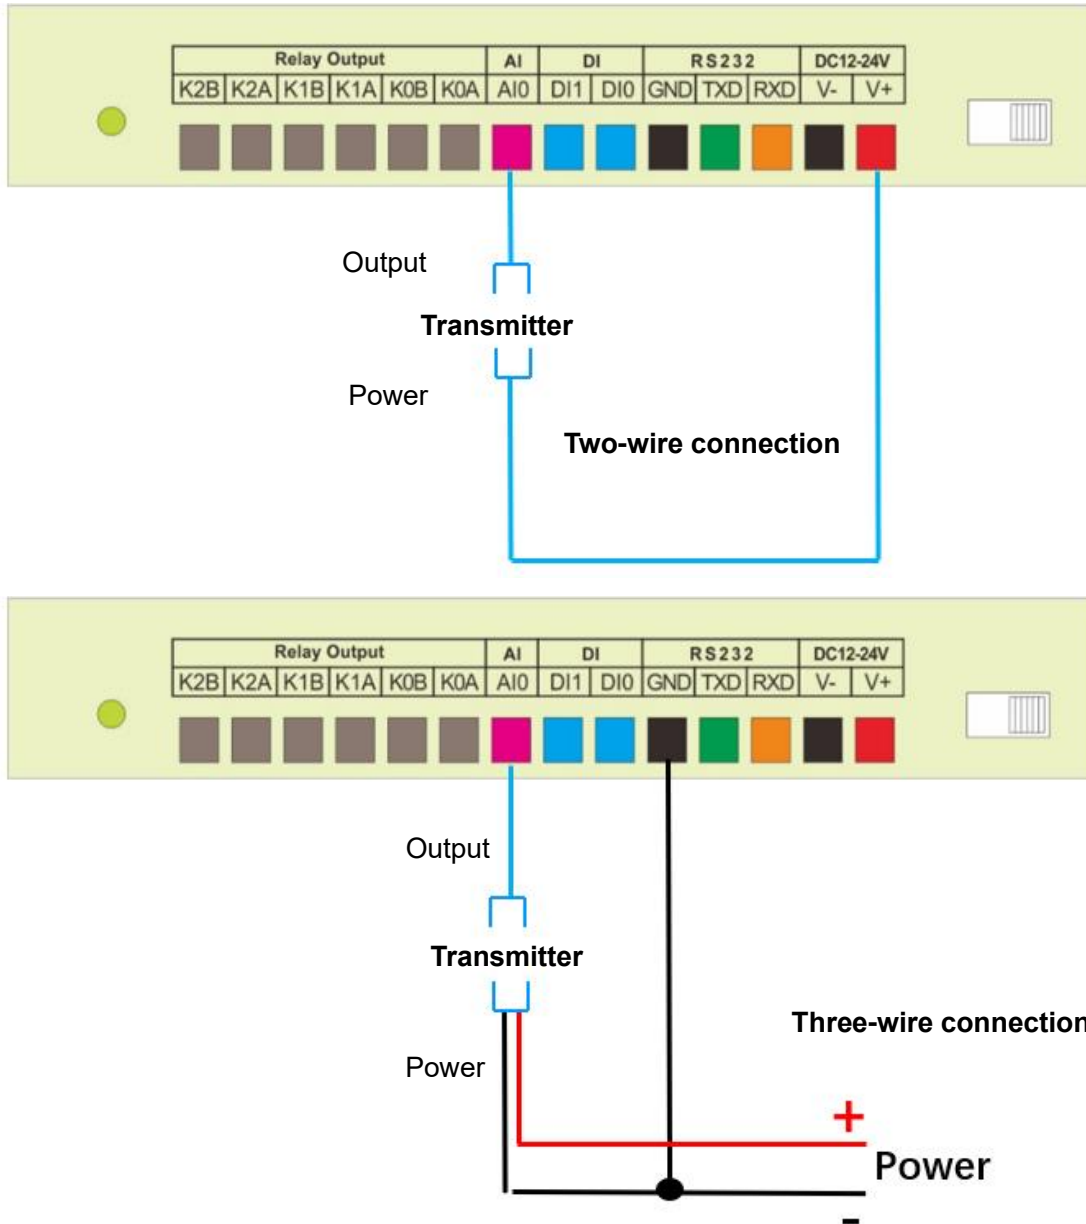 Relay Output AI DI RS232 DC12-24V
K2B K2A K1B K1A K0B K0A AI0 DI1 DI0 GND TXD RXD V- V+
Output
Transmitter
Power
Two-wire connection
Relay Output AI DI RS232 DC12-24V
K2B K2A K1B K1A K0B K0A AI0 DI1 DI0 GND TXD RXD V- V+
Output
Transmitter
Three-wire connection
Power
+
Power
-